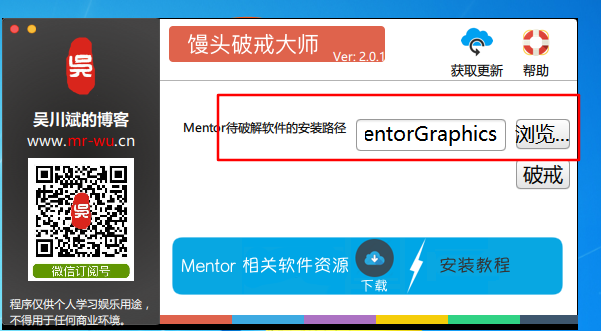 馒头破戒大师
Ver: 2.0.1
获取更新
帮助
吴
吴川斌的博客
www.mr-wu.cn
吴
微信订阅号
程序仅供个人学习娱乐用途，
不得用于任何商业环境。
Mentor待破解软件的安装路径
entorGraphics
浏览...
破戒
Mentor 相关软件资源
下载
安装教程